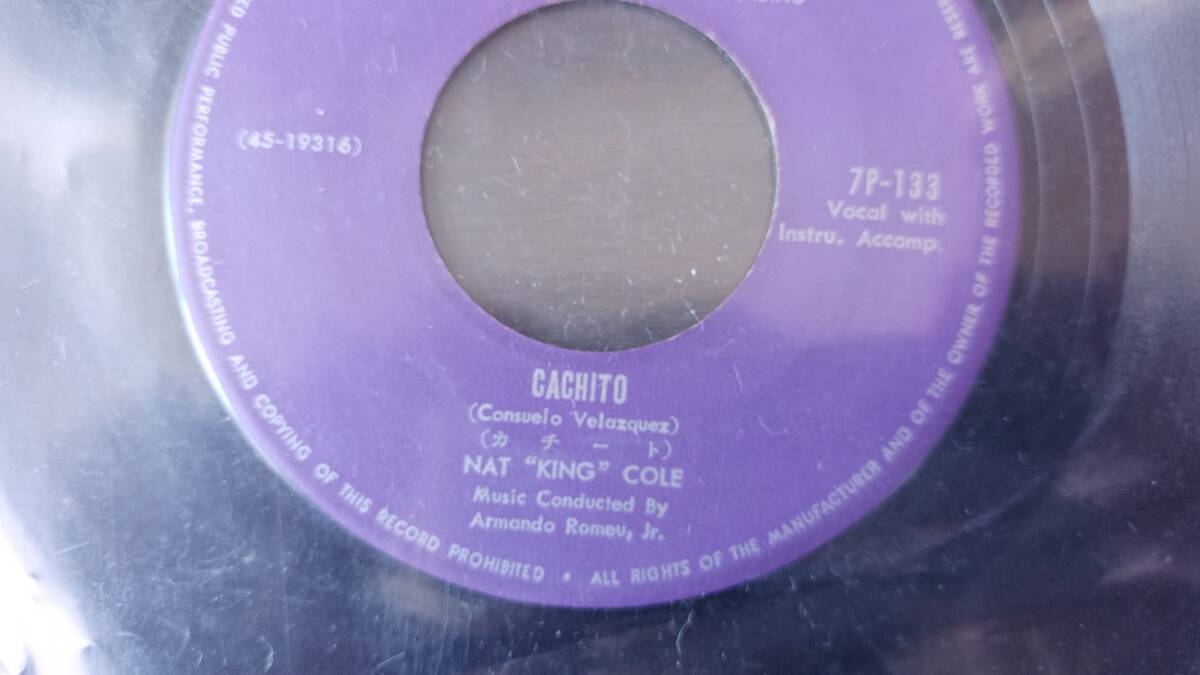 (45-19316)
7P-133
Vocal with
Instru. Accomp.
CACHITO
(Consuelo Velazquez)
(カチート)
NAT "KING" COLE
Music Conducted By
Armando Romeu, Jr.
PUBLIC PERFORMANCE, BROADCASTING AND COPYING OF THIS RECORD PROHIBITED • ALL RIGHTS OF THE MANUFACTURER AND OF THE OWNER OF THE RECORDED WORK ARE